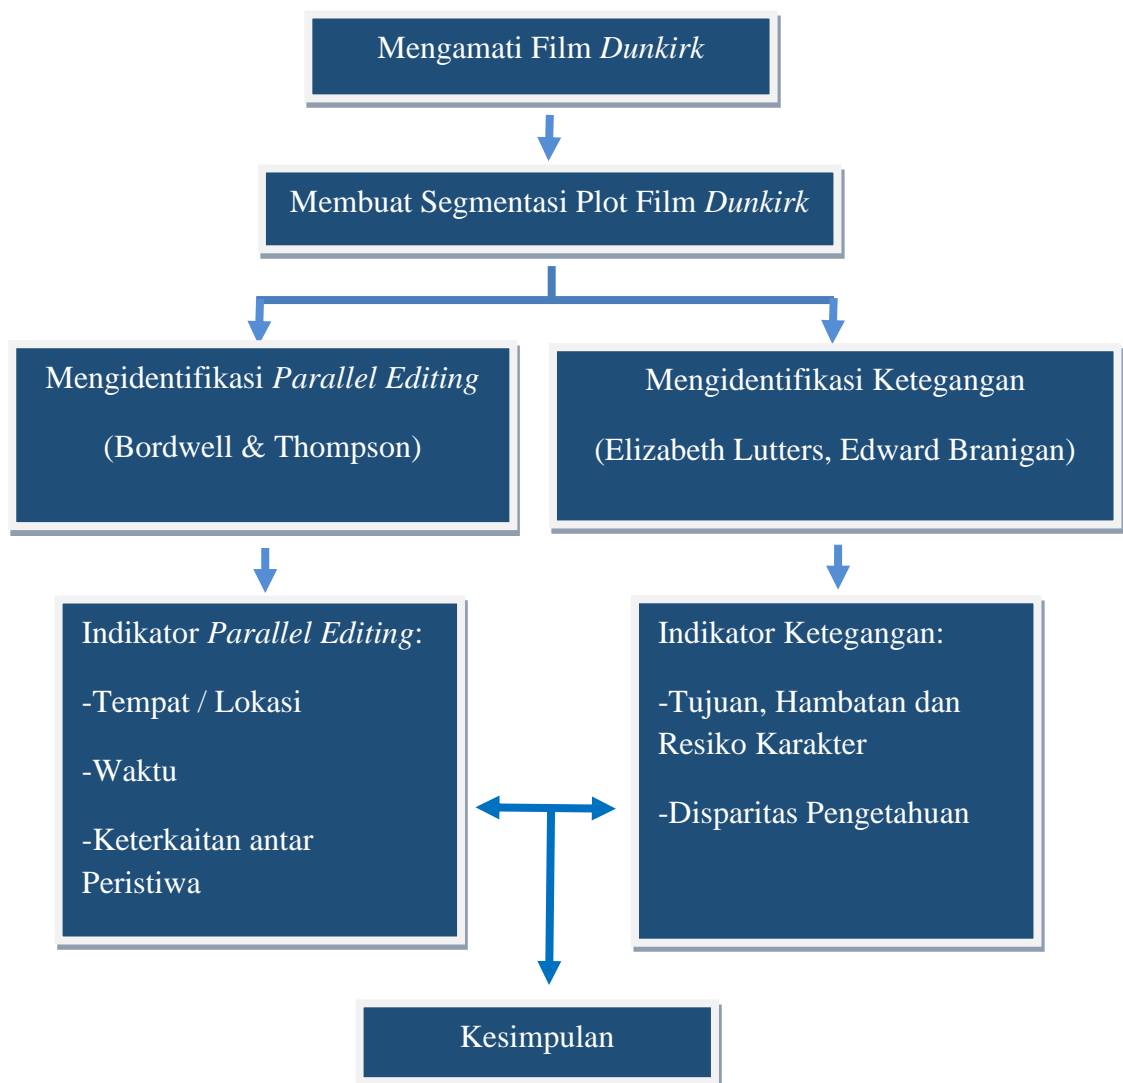 Mengamati Film Dunkirk
Membuat Segmentasi Plot Film Dunkirk
Mengidentifikasi Parallel Editing
(Bordwell & Thompson)
Mengidentifikasi Ketegangan
(Elizabeth Lutters, Edward Branigan)
Indikator Parallel Editing:
-Tempat / Lokasi
-Waktu
-Keterkaitan antar
Peristiwa
Indikator Ketegangan:
-Tujuan, Hambatan dan
Resiko Karakter
-Disparitas Pengetahuan
Kesimpulan